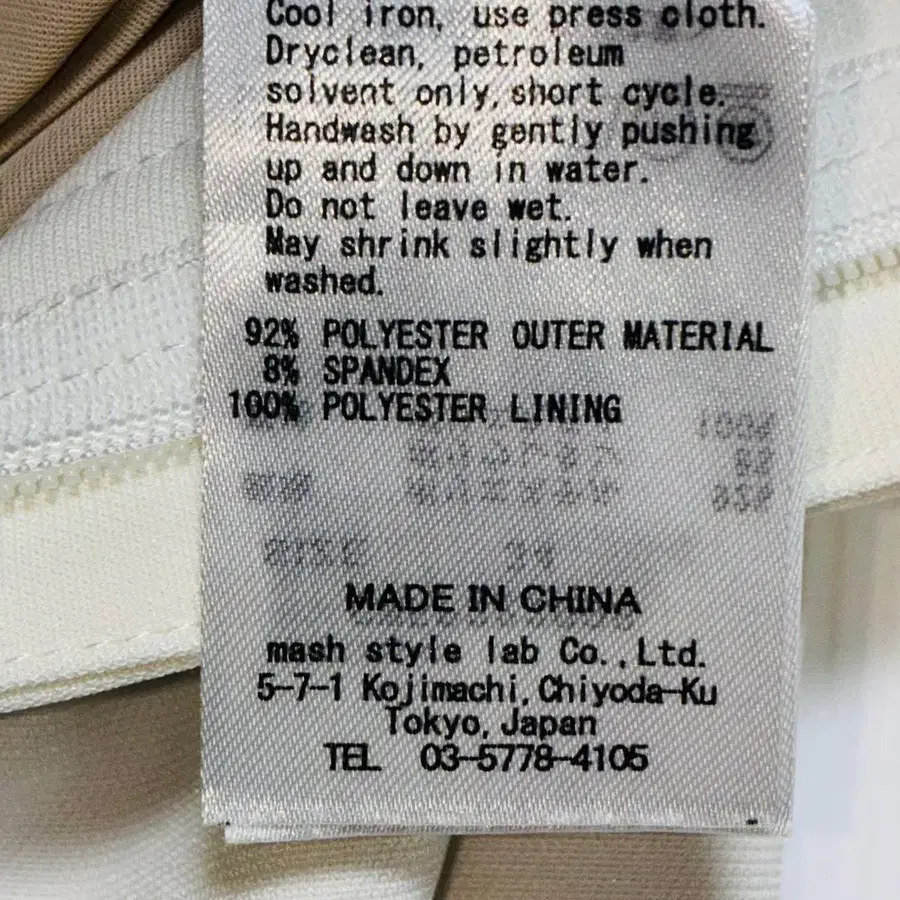 Cool iron, use press cloth.
Dryclean, petroleum
solvent only, short cycle.
Handwash by gently pushing
up and down in water.
Do not leave wet.
May shrink slightly when
washed.
92% POLYESTER OUTER MATERIAL
8% SPANDEX
100% POLYESTER LINING
MADE IN CHINA
mash style lab Co., Ltd.
5-7-1 Kojimachi, Chiyoda-Ku
Tokyo, Japan
TEL 03-5778-4105